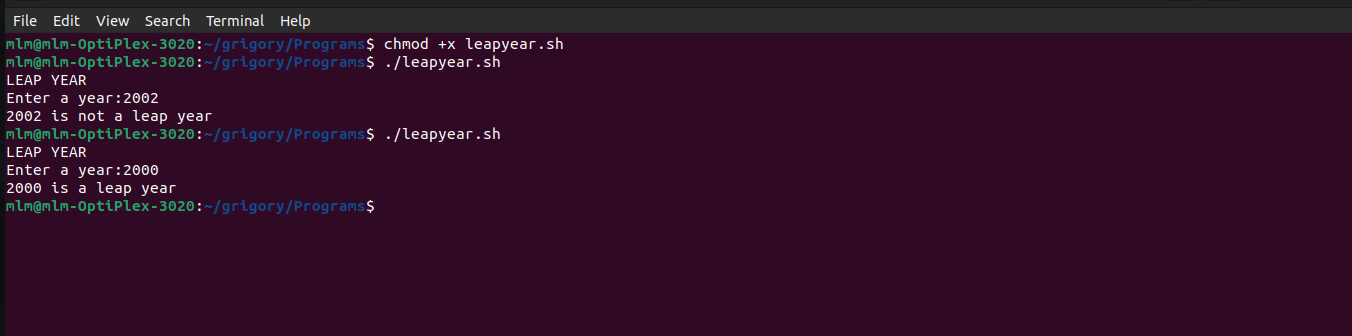 File Edit View Search Terminal Help
mlm@mlm-OptiPlex-3020:~/grigory/Programs$ chmod +x leapyear.sh
mlm@mlm-OptiPlex-3020:~/grigory/Programs$ ./leapyear.sh
LEAP YEAR
Enter a year:2002
2002 is not a leap year
mlm@mlm-OptiPlex-3020:~/grigory/Programs$ ./leapyear.sh
LEAP YEAR
Enter a year:2000
2000 is a leap year
mlm@mlm-OptiPlex-3020:~/grigory/Programs$